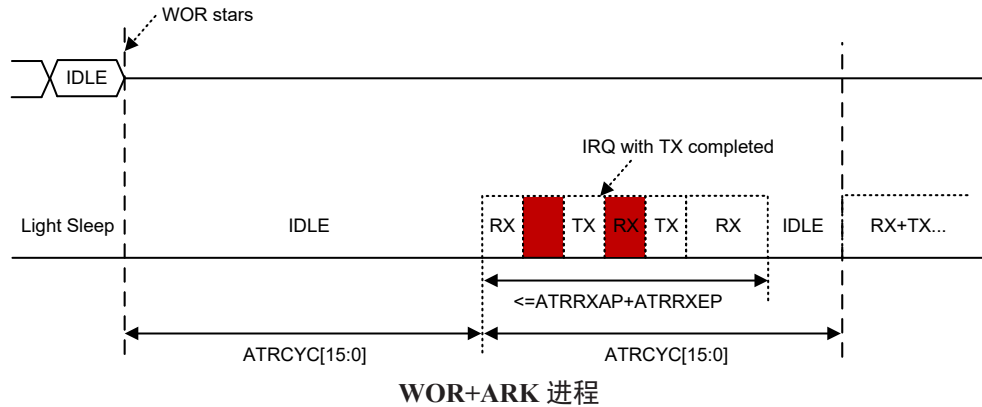 WOR stars
IDLE
IRQ with TX completed
Light Sleep IDLE RX TX RX TX RX IDLE RX+TX...
<=ATRRXAP+ATRRXEP
ATRCYC[15:0] ATRCYC[15:0]
WOR+ARK 进程